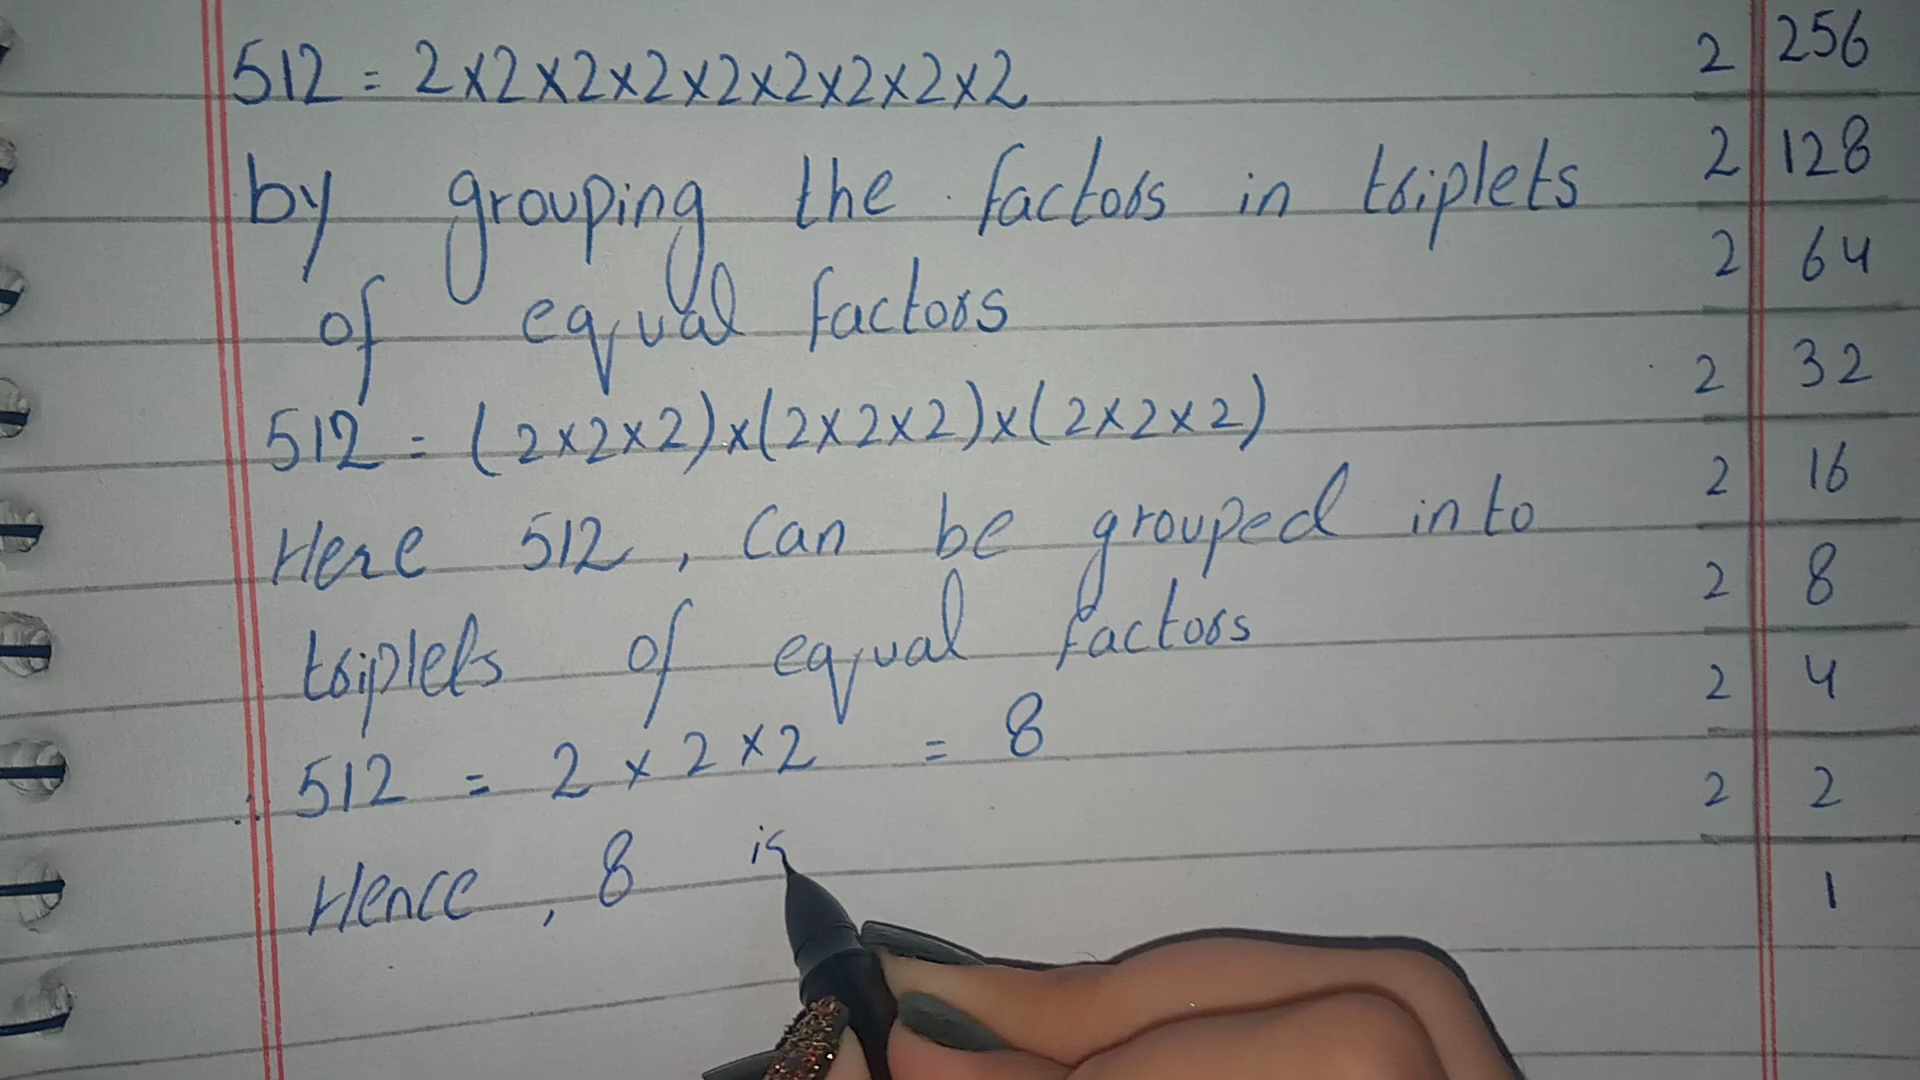 512 = 2×2×2×2×2×2×2×2×2
by grouping the factors in triplets
of equal factors
512 = (2×2×2)×(2×2×2)×(2×2×2)
Here 512, Can be grouped into
triplets of equal factors
∴ 512 = 2 × 2 × 2 = 8
Hence, 8 is
2 256
2 128
2 64
2 32
2 16
2 8
2 4
2 2
1